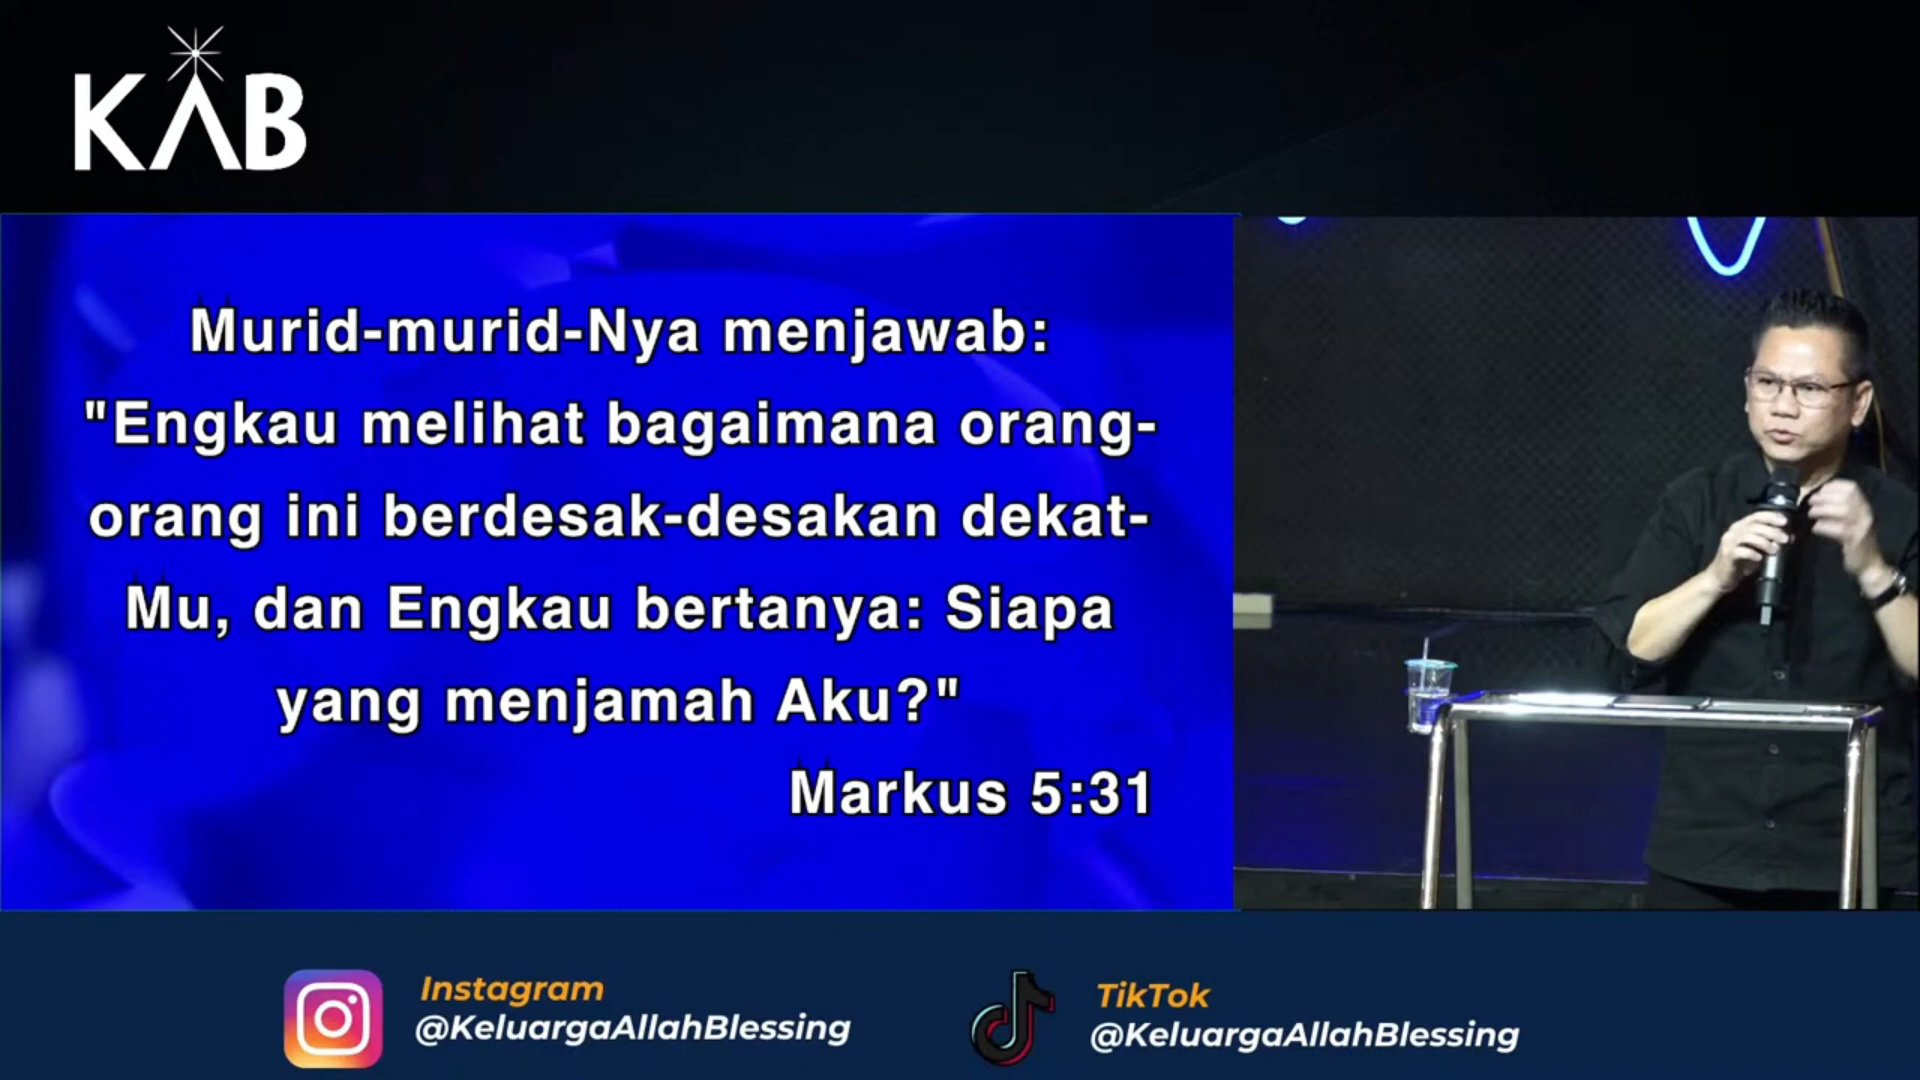 KAB
Murid-murid-Nya menjawab:
"Engkau melihat bagaimana orang-
orang ini berdesak-desakan dekat-
Mu, dan Engkau bertanya: Siapa
yang menjamah Aku?"
Markus 5:31
Instagram
@KeluargaAllahBlessing
TikTok
@KeluargaAllahBlessing